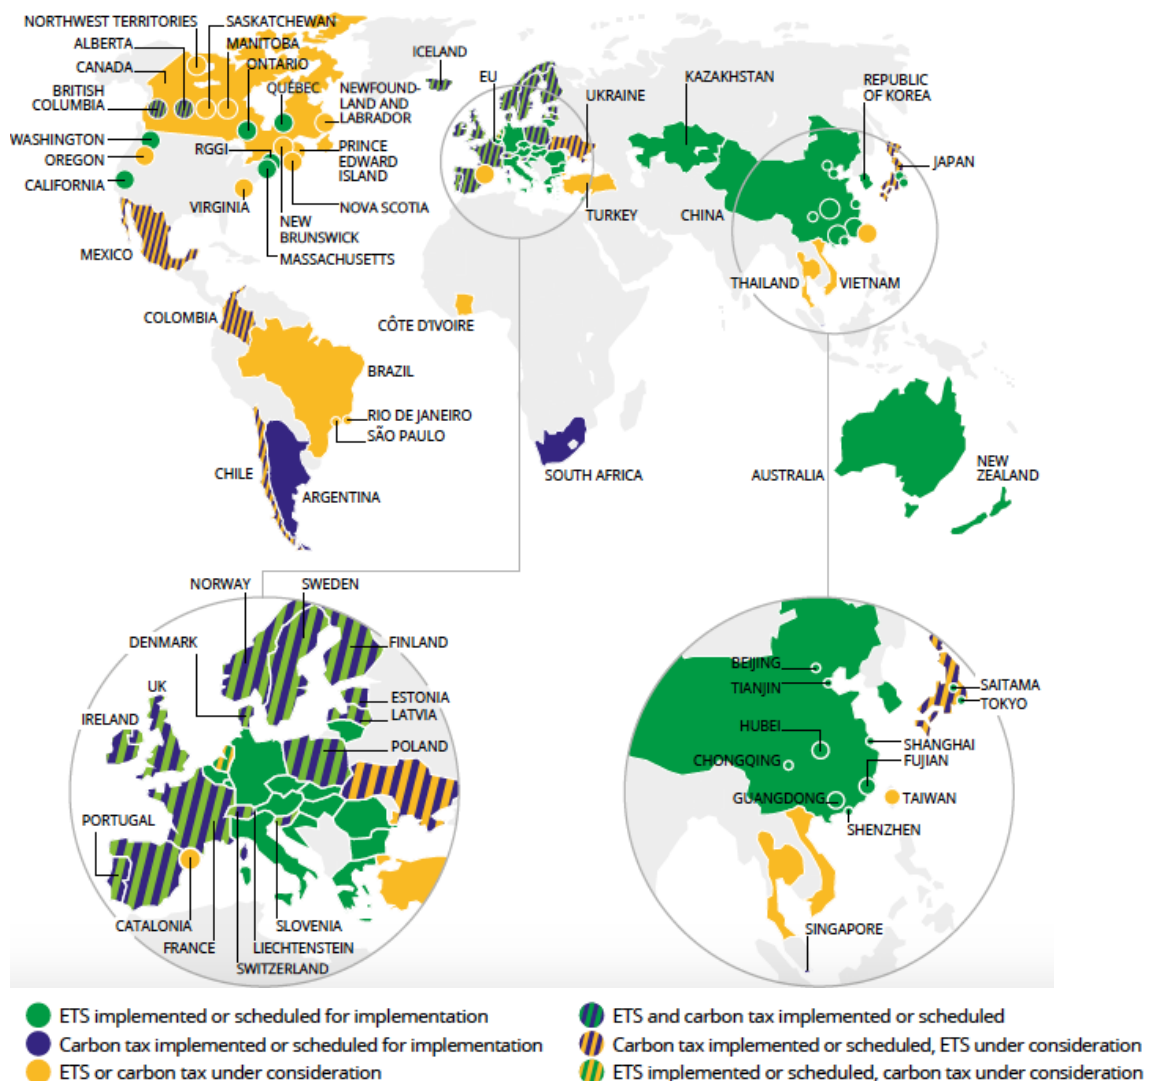 NORTHWEST TERRITORIES
SASKATCHEWAN
ALBERTA
MANITOBA
CANADA
ONTARIO
BRITISH
COLUMBIA
QUÉBEC
NEWFOUND-
LAND AND
LABRADOR
WASHINGTON
OREGON
RGGI
PRINCE
EDWARD
ISLAND
CALIFORNIA
VIRGINIA
NOVA SCOTIA
NEW
BRUNSWICK
MEXICO
MASSACHUSETTS
ICELAND
EU
UKRAINE
KAZAKHSTAN
REPUBLIC
OF KOREA
JAPAN
TURKEY
CHINA
THAILAND
VIETNAM
COLOMBIA
CÔTE D'IVOIRE
BRAZIL
RIO DE JANEIRO
SÃO PAULO
CHILE
ARGENTINA
SOUTH AFRICA
AUSTRALIA
NEW
ZEALAND
NORWAY
SWEDEN
DENMARK
FINLAND
UK
ESTONIA
IRELAND
LATVIA
POLAND
PORTUGAL
CATALONIA
SLOVENIA
FRANCE
LIECHTENSTEIN
SWITZERLAND
BEIJING
TIANJIN
SAITAMA
TOKYO
HUBEI
SHANGHAI
CHONGQING
FUJIAN
GUANGDONG
TAIWAN
SHENZHEN
SINGAPORE
ETS implemented or scheduled for implementation
Carbon tax implemented or scheduled for implementation
ETS or carbon tax under consideration
ETS and carbon tax implemented or scheduled
Carbon tax implemented or scheduled, ETS under consideration
ETS implemented or scheduled, carbon tax under consideration